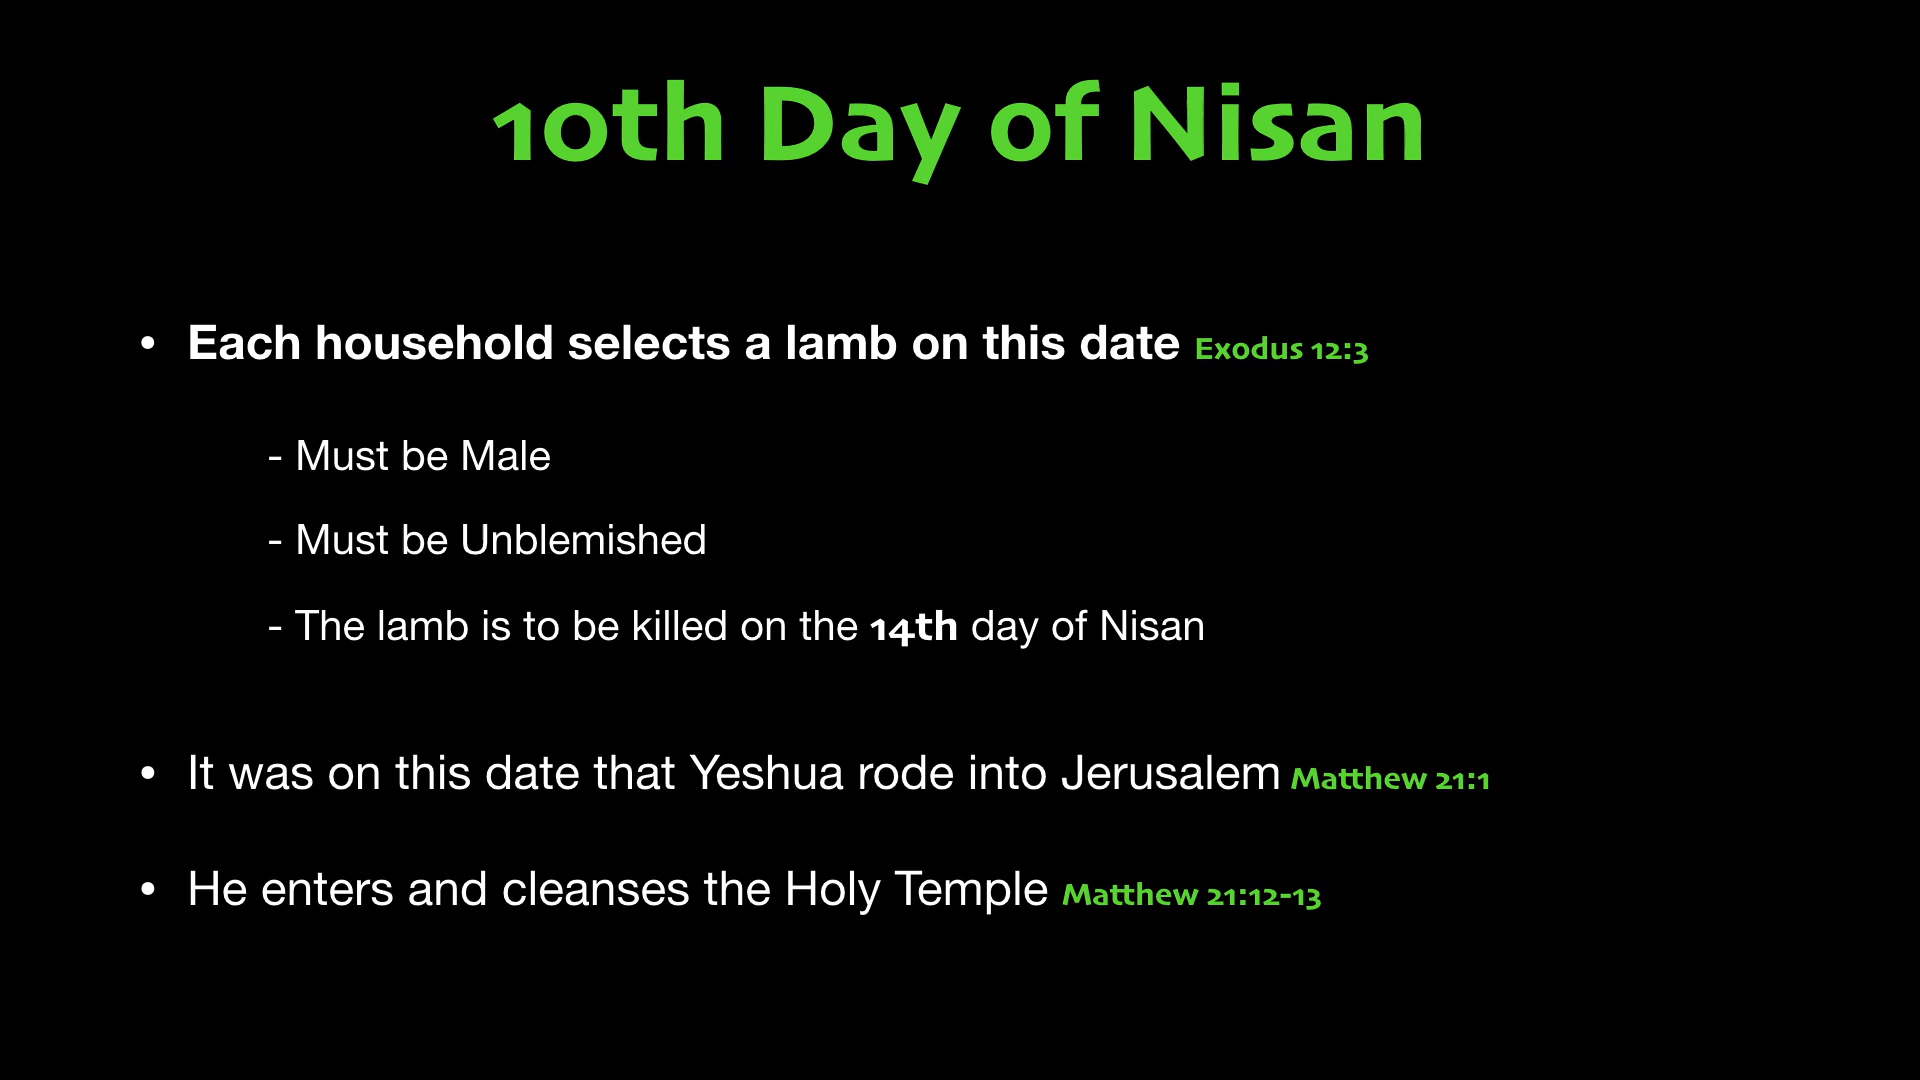 10th Day of Nisan
• Each household selects a lamb on this date Exodus 12:3
- Must be Male
- Must be Unblemished
- The lamb is to be killed on the 14th day of Nisan
• It was on this date that Yeshua rode into Jerusalem Matthew 21:1
• He enters and cleanses the Holy Temple Matthew 21:12-13